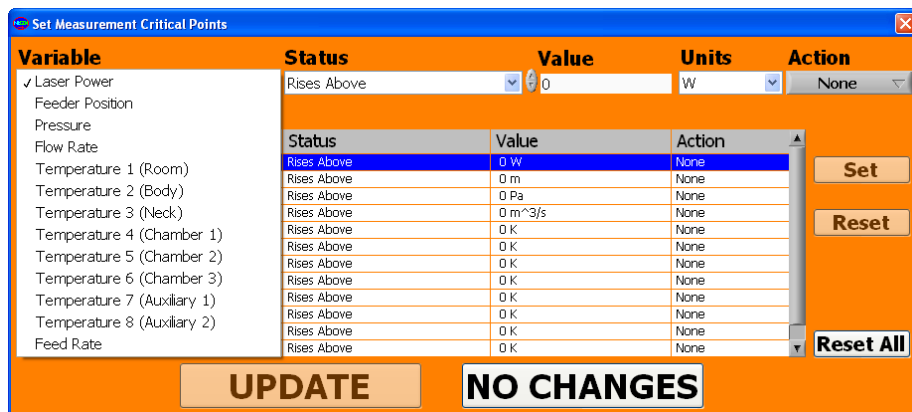 Set Measurement Critical Points
Variable Status Value Units Action
✓ Laser Power Rises Above 0 W None
Feeder Position
Pressure
Flow Rate
Temperature 1 (Room)
Temperature 2 (Body)
Temperature 3 (Neck)
Temperature 4 (Chamber 1)
Temperature 5 (Chamber 2)
Temperature 6 (Chamber 3)
Temperature 7 (Auxiliary 1)
Temperature 8 (Auxiliary 2)
Feed Rate
Status Value Action
Rises Above 0 W None
Rises Above 0 m None
Rises Above 0 Pa None
Rises Above 0 m^3/s None
Rises Above 0 K None
Rises Above 0 K None
Rises Above 0 K None
Rises Above 0 K None
Rises Above 0 K None
Rises Above 0 K None
Rises Above 0 K None
Rises Above 0 K None
Set
Reset
Reset All
UPDATE NO CHANGES